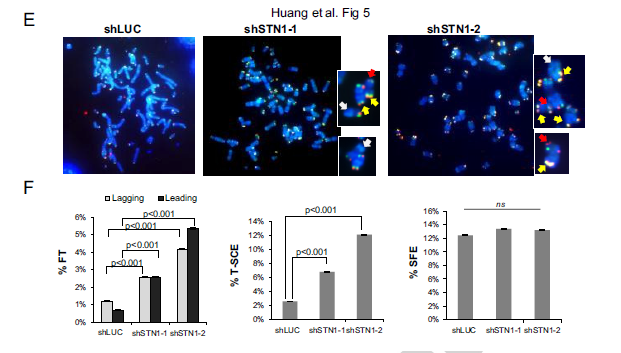 Huang et al. Fig 5
E
shLUC
shSTN1-1
shSTN1-2
F
Lagging
Leading
% FT
6%
5%
4%
3%
2%
1%
0%
p<0.001
p<0.001
p<0.001
p<0.001
shLUC
shSTN1-1
shSTN1-2
% T-SCE
14%
12%
10%
8%
6%
4%
2%
0%
p<0.001
p<0.001
shLUC
shSTN1-1
shSTN1-2
% SFE
16%
14%
12%
10%
8%
6%
4%
2%
0%
ns
shLUC
shSTN1-1
shSTN1-2